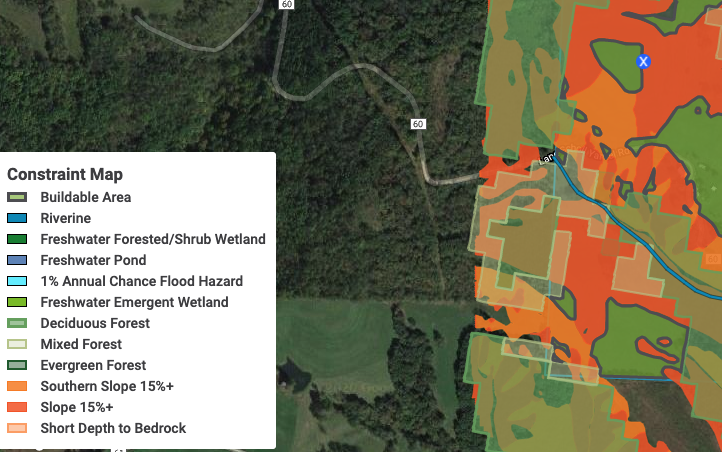 60
X
60
Constraint Map
Buildable Area
Riverine
Freshwater Forested/Shrub Wetland
Freshwater Pond
1% Annual Chance Flood Hazard
Freshwater Emergent Wetland
Deciduous Forest
Mixed Forest
Evergreen Forest
Southern Slope 15%+
Slope 15%+
Short Depth to Bedrock